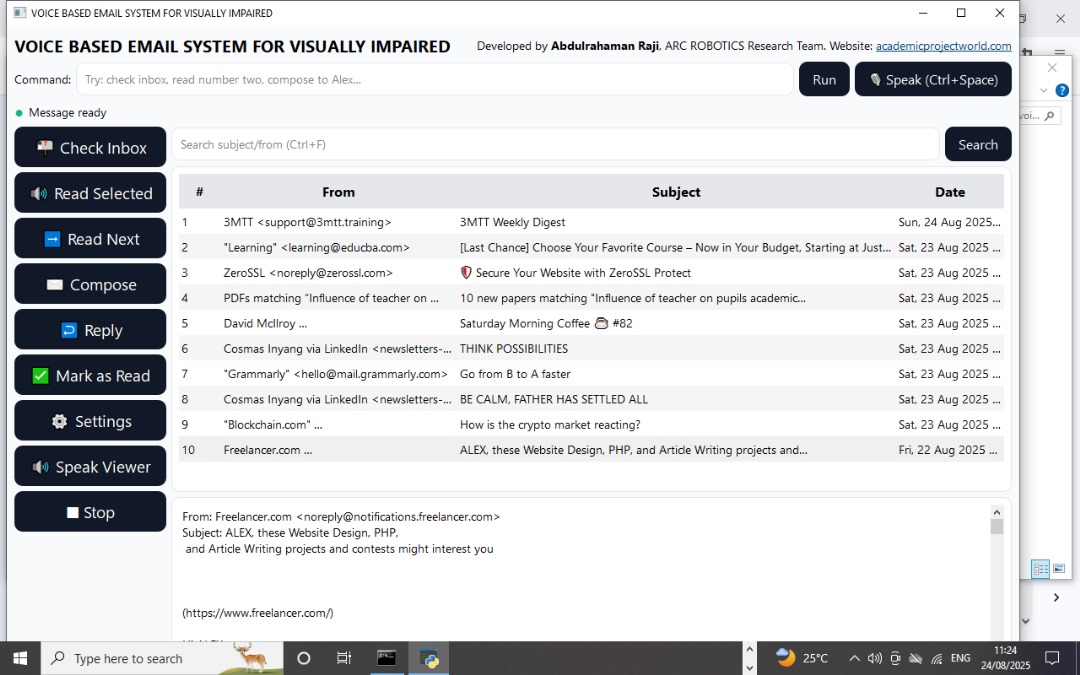 VOICE BASED EMAIL SYSTEM FOR VISUALLY IMPAIRED
VOICE BASED EMAIL SYSTEM FOR VISUALLY IMPAIRED Developed by Abdulrahaman Raji, ARC ROBOTICS Research Team. Website: academicprojectworld.com
Command: Try: check inbox, read number two, compose to Alex... Run Speak (Ctrl+Space)
Message ready
Check Inbox
Read Selected
Read Next
Compose
Reply
Mark as Read
Settings
Speak Viewer
Stop
Search subject/from (Ctrl+F) Search
# From Subject Date
1 3MTT <support@3mtt.training> 3MTT Weekly Digest Sun, 24 Aug 2025...
2 "Learning" <learning@educba.com> [Last Chance] Choose Your Favorite Course – Now in Your Budget, Starting at Just... Sat, 23 Aug 2025 ...
3 ZeroSSL <noreply@zerossl.com> Secure Your Website with ZeroSSL Protect Sat, 23 Aug 2025 ...
4 PDFs matching "Influence of teacher on ... 10 new papers matching "Influence of teacher on pupils academic... Sat, 23 Aug 2025 ...
5 David McIlroy ... Saturday Morning Coffee ☕ #82 Sat, 23 Aug 2025 ...
6 Cosmas Inyang via LinkedIn <newsletters-... THINK POSSIBILITIES Sat, 23 Aug 2025 ...
7 "Grammarly" <hello@mail.grammarly.com> Go from B to A faster Sat, 23 Aug 2025 ...
8 Cosmas Inyang via LinkedIn <newsletters-... BE CALM, FATHER HAS SETTLED ALL Sat, 23 Aug 2025 ...
9 "Blockchain.com" ... How is the crypto market reacting? Sat, 23 Aug 2025 ...
10 Freelancer.com ... ALEX, these Website Design, PHP, and Article Writing projects and... Fri, 22 Aug 2025 ...
From: Freelancer.com <noreply@notifications.freelancer.com>
Subject: ALEX, these Website Design, PHP,
and Article Writing projects and contests might interest you
(https://www.freelancer.com/)
voi...
Type here to search
25°C
ENG
11:24
24/08/2025